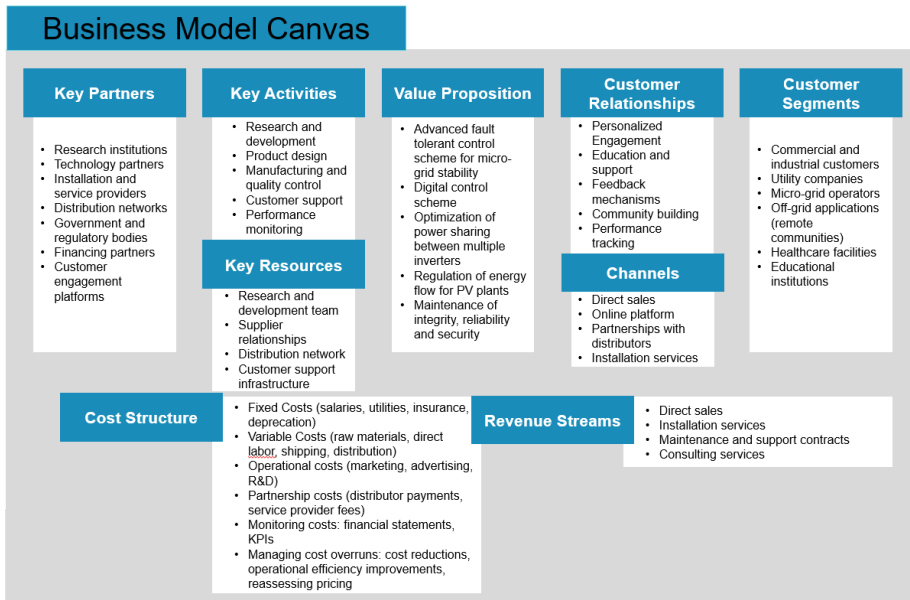 Business Model Canvas
Key Partners
• Research institutions
• Technology partners
• Installation and
service providers
• Distribution networks
• Government and
regulatory bodies
• Financing partners
• Customer
engagement
platforms
Key Activities
• Research and
development
• Product design
• Manufacturing and
quality control
• Customer support
• Performance
monitoring
Key Resources
• Research and
development team
• Supplier
relationships
• Distribution network
• Customer support
infrastructure
Value Proposition
• Advanced fault
tolerant control
scheme for micro-
grid stability
• Digital control
scheme
• Optimization of
power sharing
between multiple
inverters
• Regulation of energy
flow for PV plants
• Maintenance of
integrity, reliability
and security
Customer
Relationships
• Personalized
Engagement
• Education and
support
• Feedback
mechanisms
• Community building
• Performance
tracking
Channels
• Direct sales
• Online platform
• Partnerships with
distributors
• Installation services
Customer
Segments
• Commercial and
industrial customers
• Utility companies
• Micro-grid operators
• Off-grid applications
(remote
communities)
• Healthcare facilities
• Educational
institutions
Cost Structure
• Fixed Costs (salaries, utilities, insurance,
deprecation)
• Variable Costs (raw materials, direct
labor, shipping, distribution)
• Operational costs (marketing, advertising,
R&D)
• Partnership costs (distributor payments,
service provider fees)
• Monitoring costs: financial statements,
KPIs
• Managing cost overruns: cost reductions,
operational efficiency improvements,
reassessing pricing
Revenue Streams
• Direct sales
• Installation services
• Maintenance and support contracts
• Consulting services